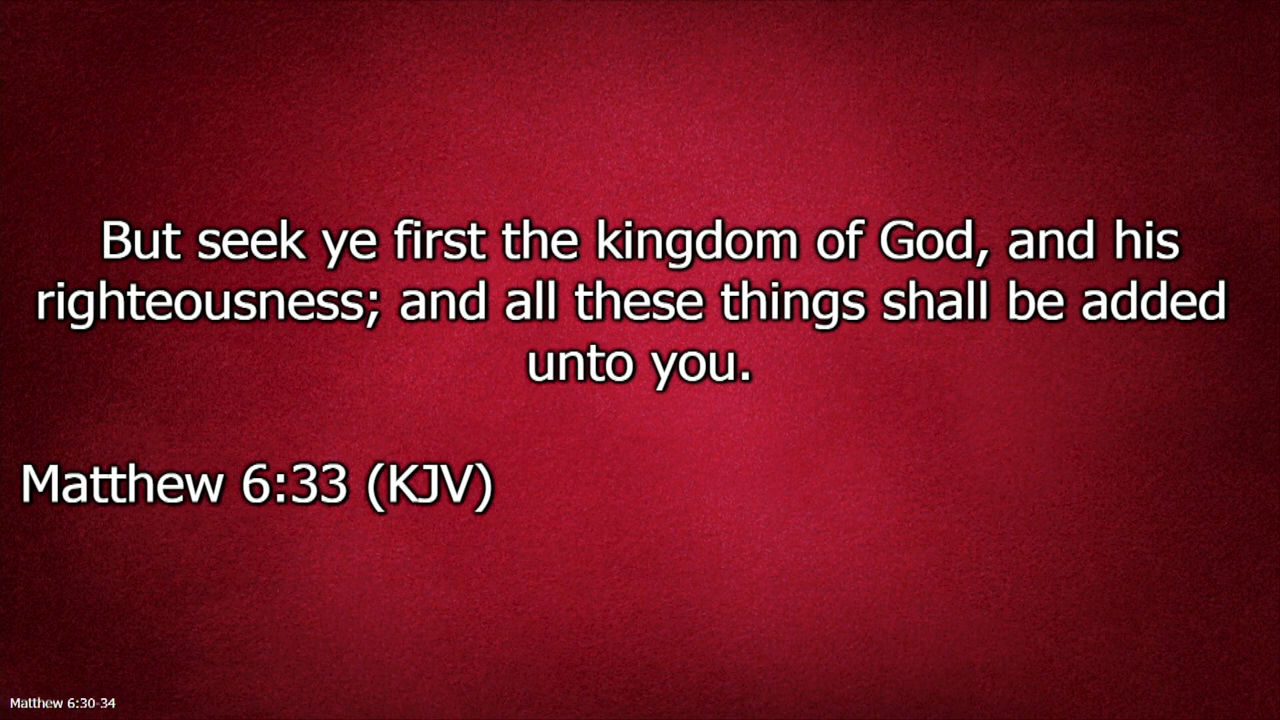 But seek ye first the kingdom of God, and his
righteousness; and all these things shall be added
unto you.
Matthew 6:33 (KJV)
Matthew 6:30-34